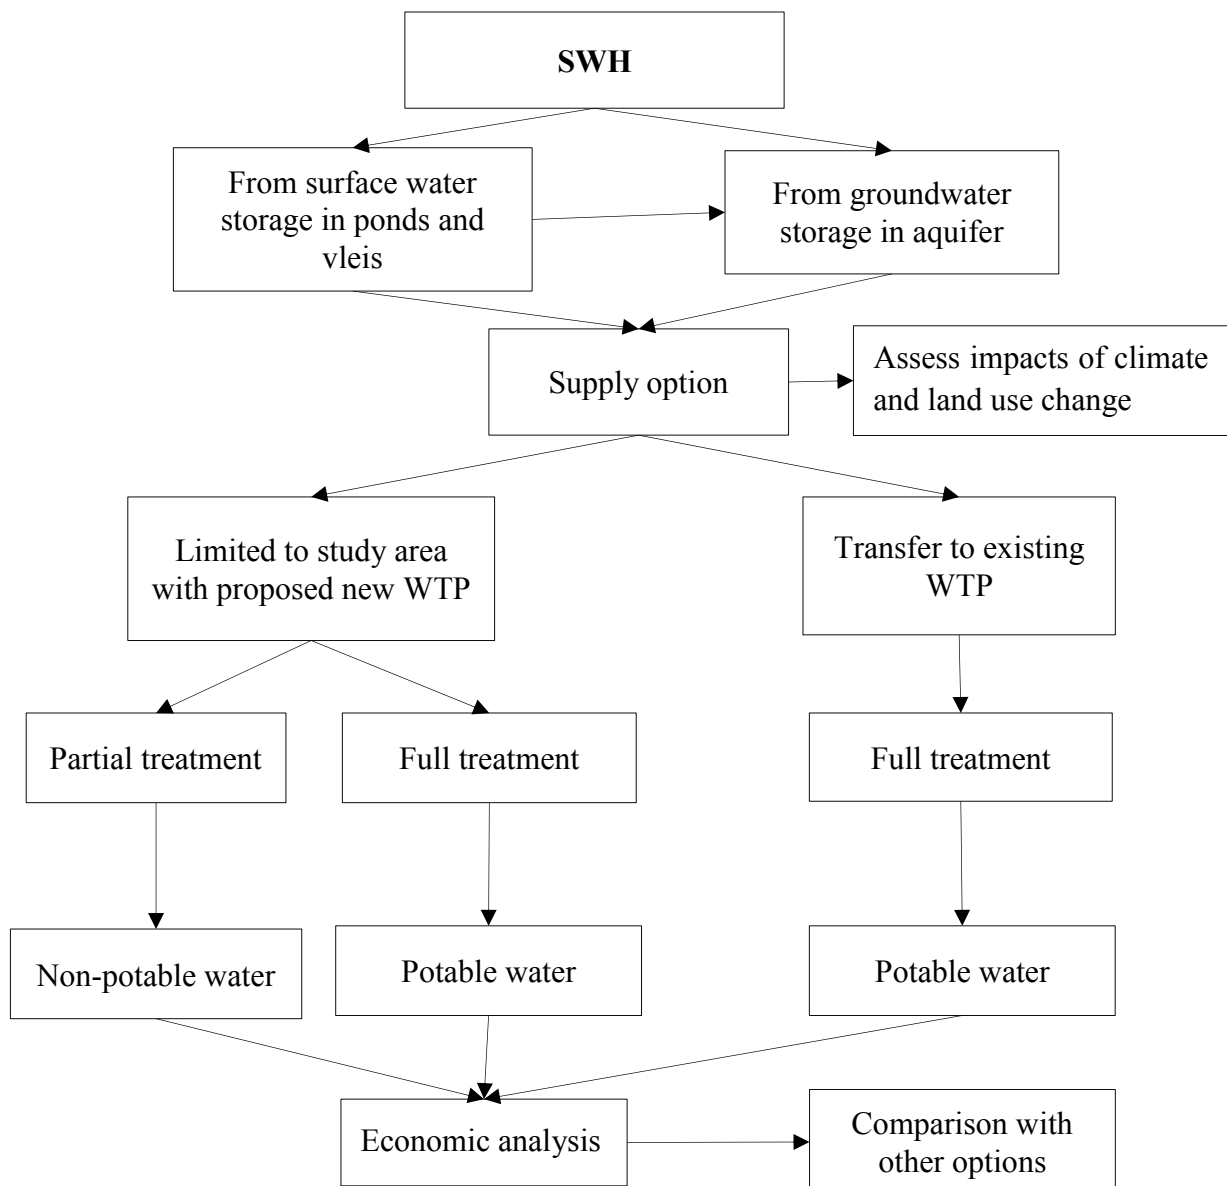 SWH
From surface water
storage in ponds and
vleis
From groundwater
storage in aquifer
Supply option
Assess impacts of climate
and land use change
Limited to study area
with proposed new WTP
Transfer to existing
WTP
Partial treatment
Full treatment
Full treatment
Non-potable water
Potable water
Potable water
Economic analysis
Comparison with
other options